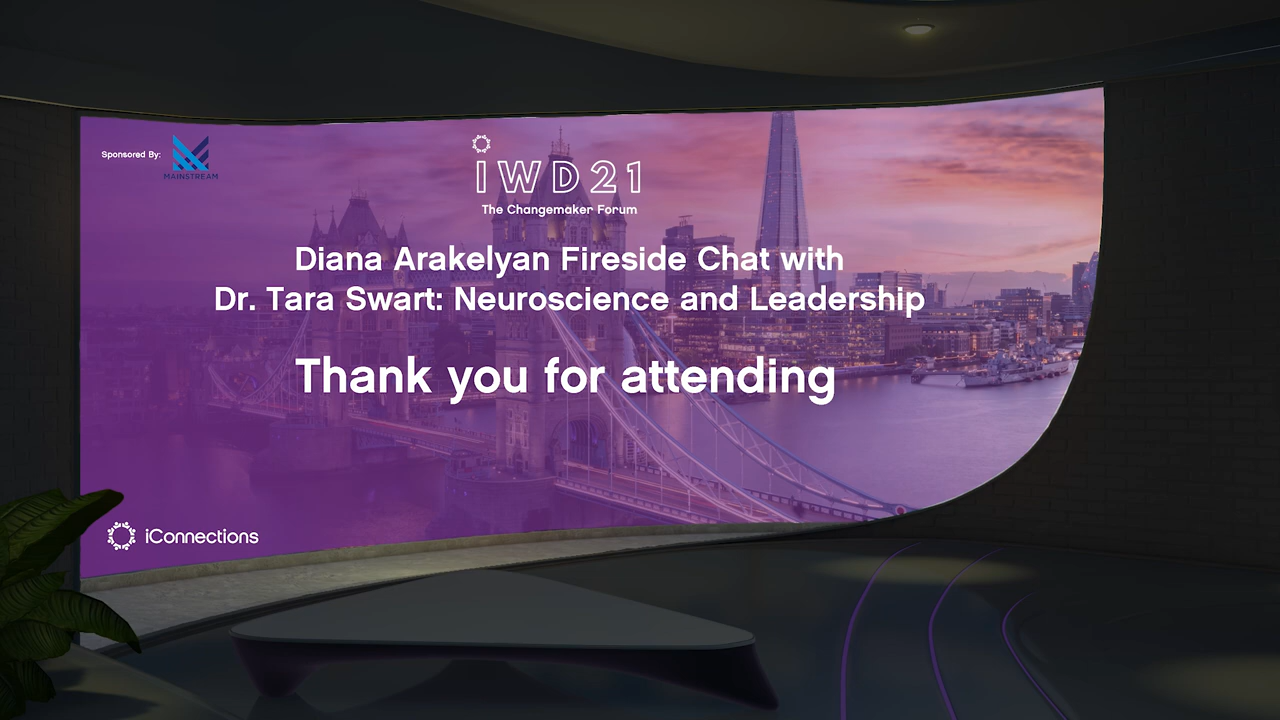 Sponsored By:
MAINSTREAM
IWD21
The Changemaker Forum
Diana Arakelyan Fireside Chat with
Dr. Tara Swart: Neuroscience and Leadership
Thank you for attending
iConnections